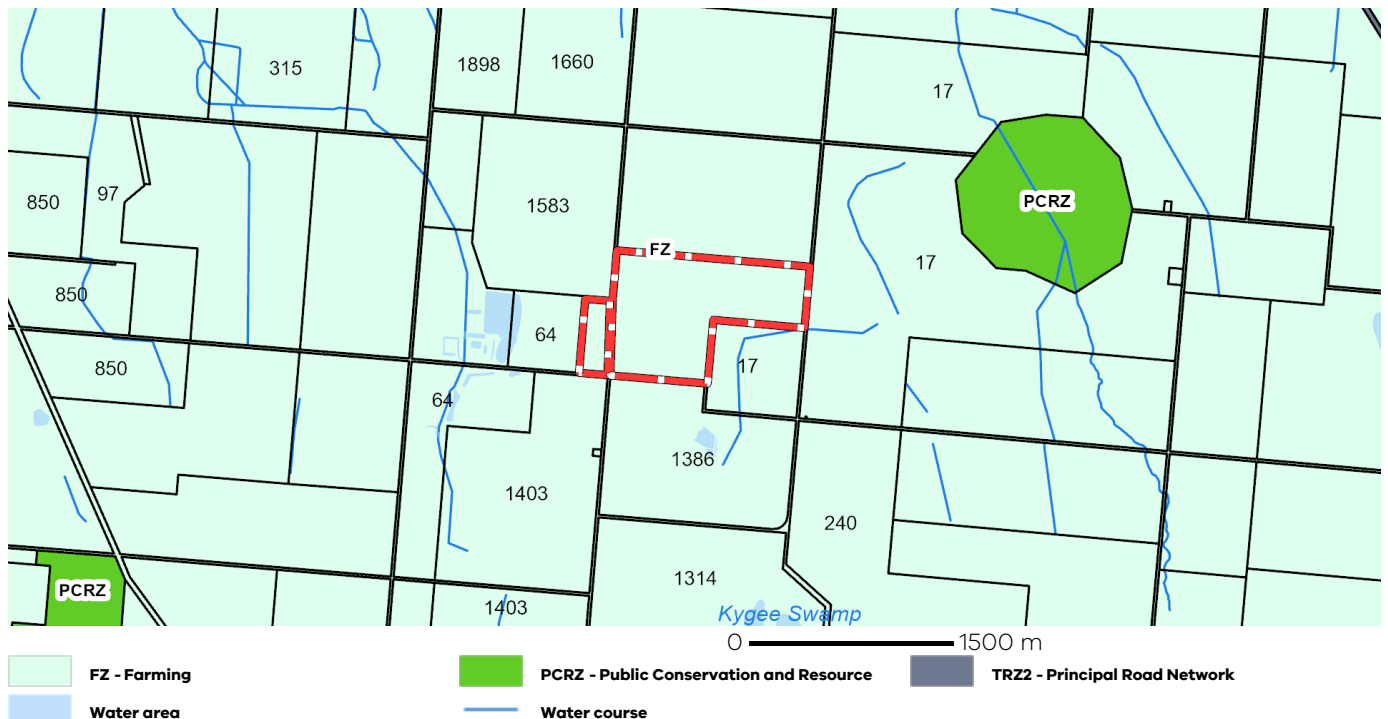 315
1898
1660
17
850
97
1583
PCRZ
FZ
17
850
64
850
17
64
1386
1403
240
PCRZ
1314
1403
Kygee Swamp
0 1500 m
FZ - Farming
PCRZ - Public Conservation and Resource
TRZ2 - Principal Road Network
Water area
Water course